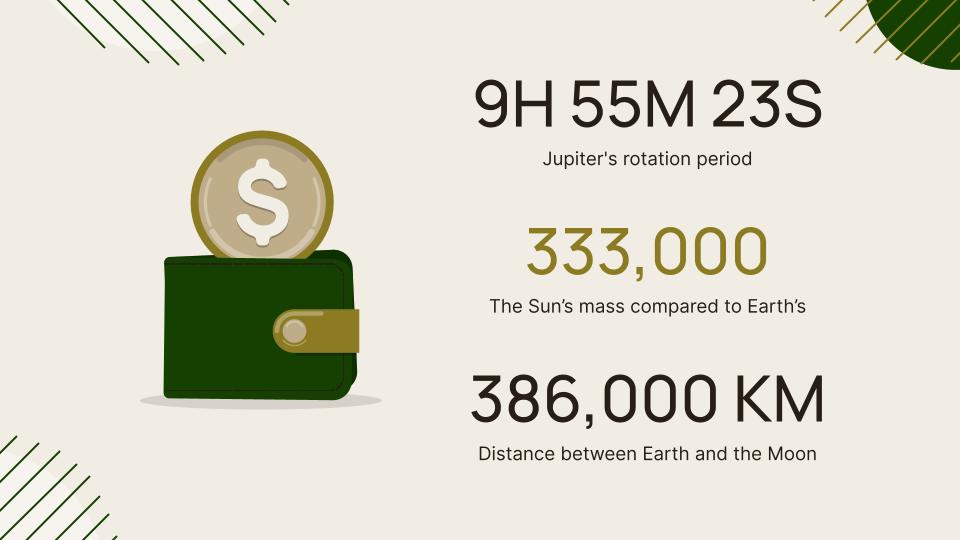 $
9H 55M 23S
Jupiter's rotation period
333,000
The Sun’s mass compared to Earth’s
386,000 KM
Distance between Earth and the Moon